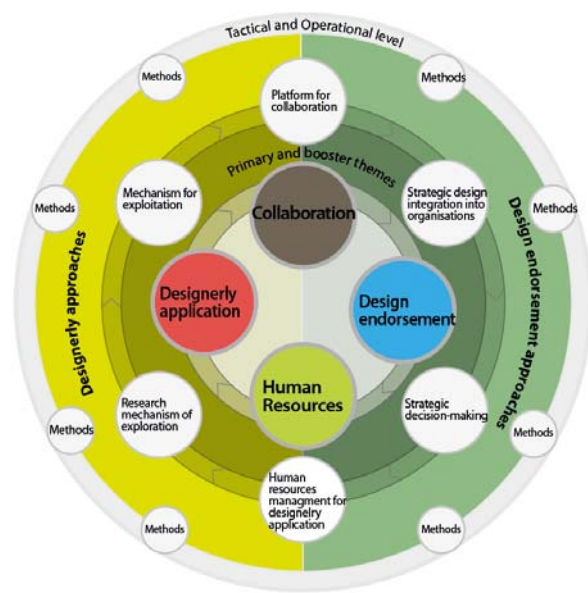 Tactical and Operational level
Methods
Methods
Platform for
collaboration
Primary and booster themes
Mechanism for
exploitation
Strategic design
integration into
organisations
Methods
Methods
Collaboration
Designerly approaches
Design endorsement approaches
Designerly
application
Design
endorsement
Human
Resources
Research
mechanism of
exploration
Strategic
decision-making
Methods
Methods
Human
resources
managment for
designelry
application
Methods
Methods